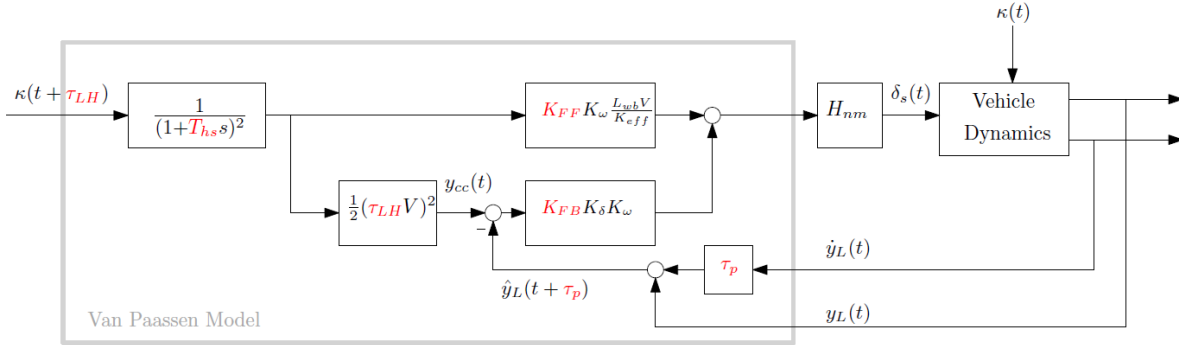 κ(t)
κ(t + τ_LH)
1/(1+T_hs s)^2
K_FF K_ω L_wb V/K_eff
H_nm
δ_s(t)
Vehicle
Dynamics
1/2(τ_LH V)^2
y_cc(t)
−
K_FB K_δ K_ω
ŷ_L(t + τ_p)
τ_p
ẏ_L(t)
y_L(t)
Van Paassen Model